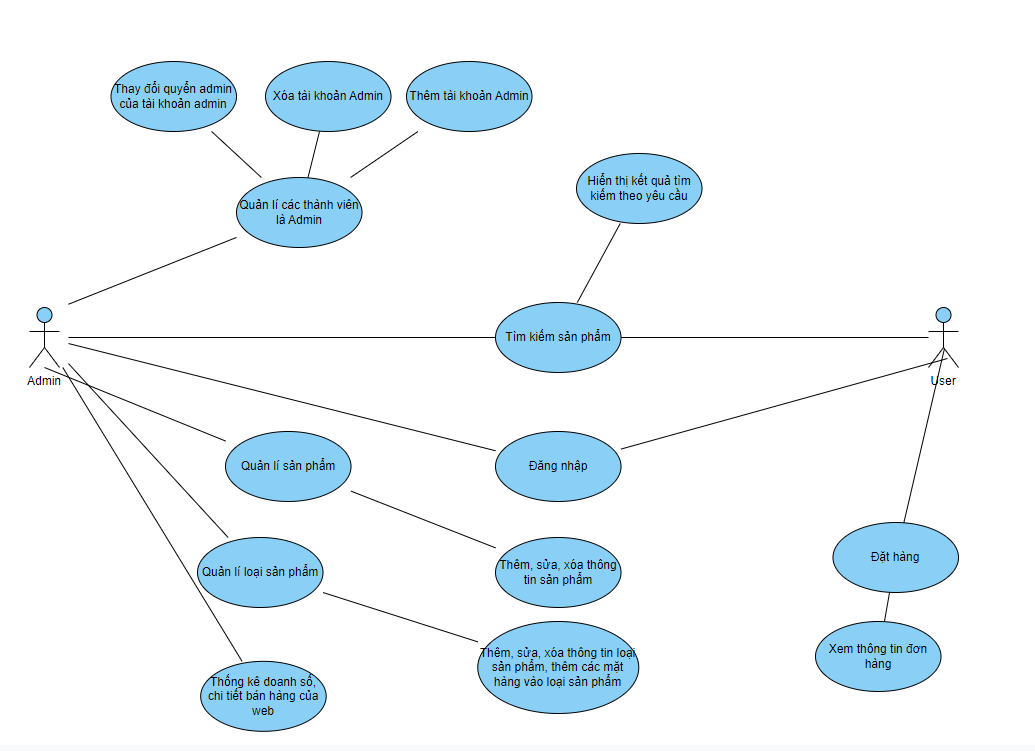 Thay đổi quyển admin
của tài khoản admin
Xóa tài khoản Admin
Thêm tài khoản Admin
Hiển thị kết quả tìm
kiếm theo yêu cầu
Quản lí các thành viên
là Admin
Tìm kiếm sản phẩm
Admin
User
Quản lí sản phẩm
Đăng nhập
Đặt hàng
Quản lí loại sản phẩm
Thêm, sửa, xóa thông
tin sản phẩm
Thêm, sửa, xóa thông tin loại
sản phẩm, thêm các mặt
hàng vào loại sản phẩm
Xem thông tin đơn
hàng
Thống kê doanh số,
chi tiết bán hàng của
web